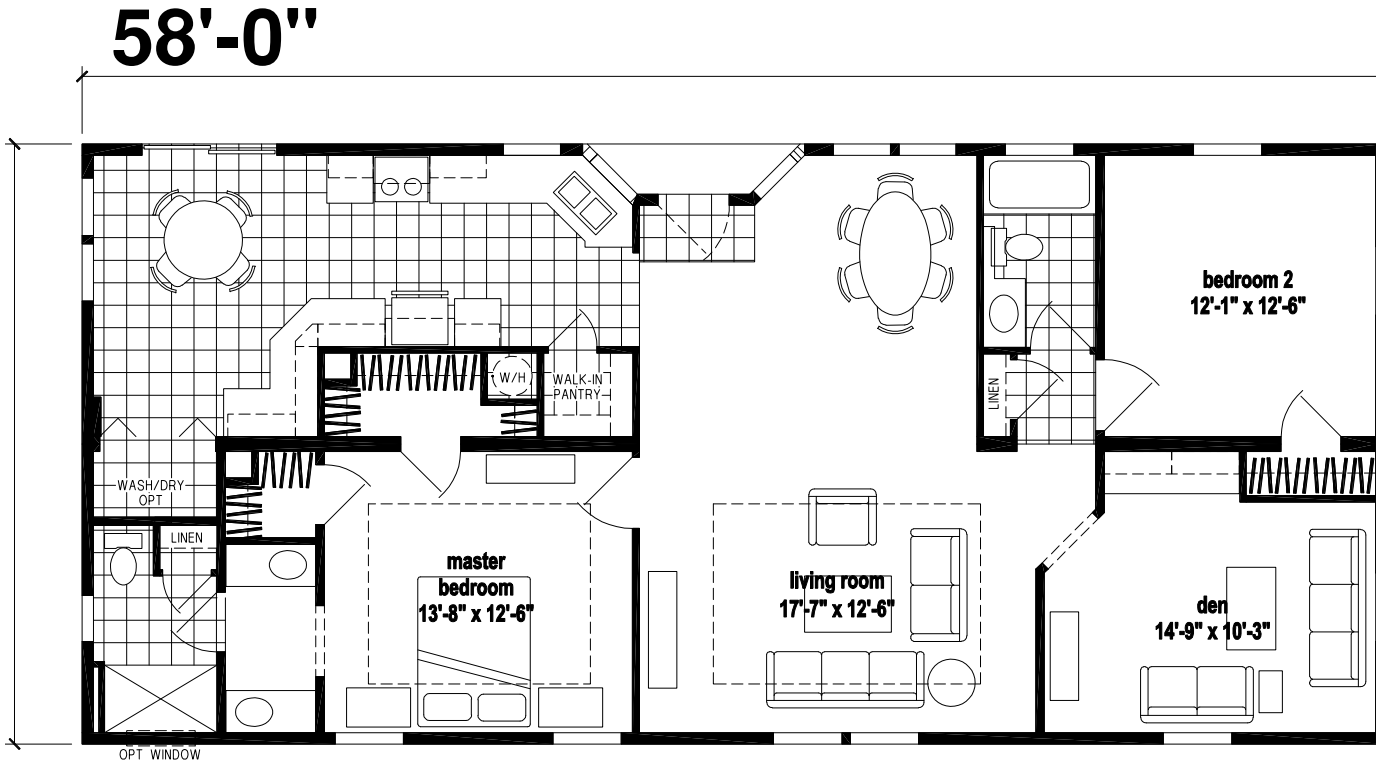 58'-0"
bedroom 2
12'-1" x 12'-6"
W/H
WALK-IN
PANTRY
LINEN
WASH/DRY
OPT
LINEN
master
bedroom
13'-8" x 12'-6"
living room
17'-7" x 12'-6"
den
14'-9" x 10'-3"
OPT WINDOW